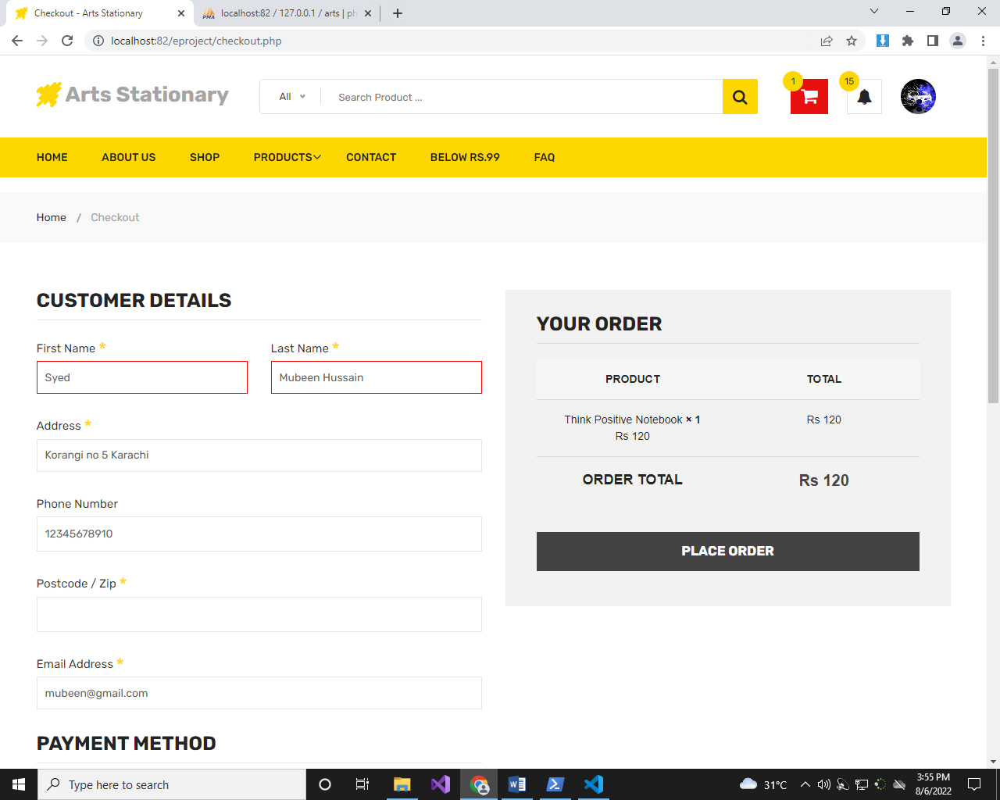 Checkout - Arts Stationary
localhost:82 / 127.0.0.1 / arts | ph
localhost:82/eproject/checkout.php
Arts Stationary
All
Search Product ...
1
15
HOME
ABOUT US
SHOP
PRODUCTS
CONTACT
BELOW RS.99
FAQ
Home / Checkout
CUSTOMER DETAILS
First Name *
Last Name *
Syed
Mubeen Hussain
Address *
Korangi no 5 Karachi
Phone Number
12345678910
Postcode / Zip *
Email Address *
mubeen@gmail.com
PAYMENT METHOD
YOUR ORDER
PRODUCT
TOTAL
Think Positive Notebook × 1
Rs 120
Rs 120
ORDER TOTAL
Rs 120
PLACE ORDER
Type here to search
31°C
3:55 PM
8/6/2022